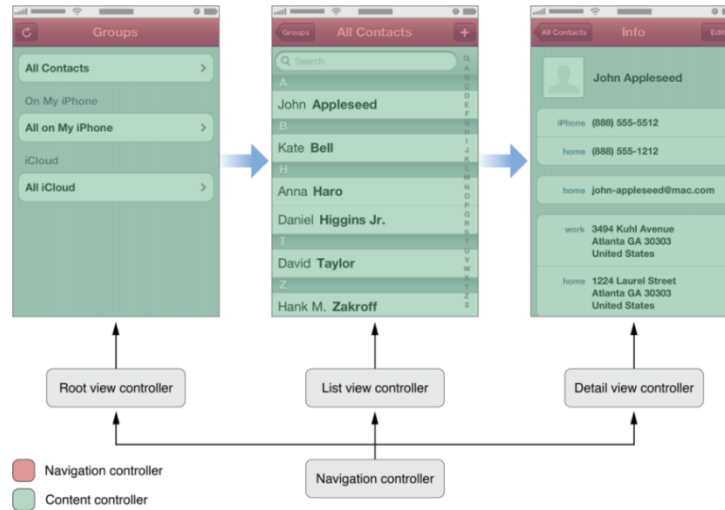 Groups
All Contacts
On My iPhone
All on My iPhone
iCloud
All iCloud
Groups
All Contacts
+
Search
A
John Appleseed
B
Kate Bell
H
Anna Haro
Daniel Higgins Jr.
T
David Taylor
Z
Hank M. Zakroff
A
B
C
D
E
F
G
H
I
J
K
L
M
N
O
P
Q
R
S
T
U
V
W
X
Y
Z
All Contacts
Info
Edit
John Appleseed
iPhone (888) 555-5512
home (888) 555-1212
home john-appleseed@mac.com
work 3494 Kuhl Avenue
Atlanta GA 30303
United States
home 1224 Laurel Street
Atlanta GA 30303
United States
Root view controller
List view controller
Detail view controller
Navigation controller
Navigation controller
Content controller